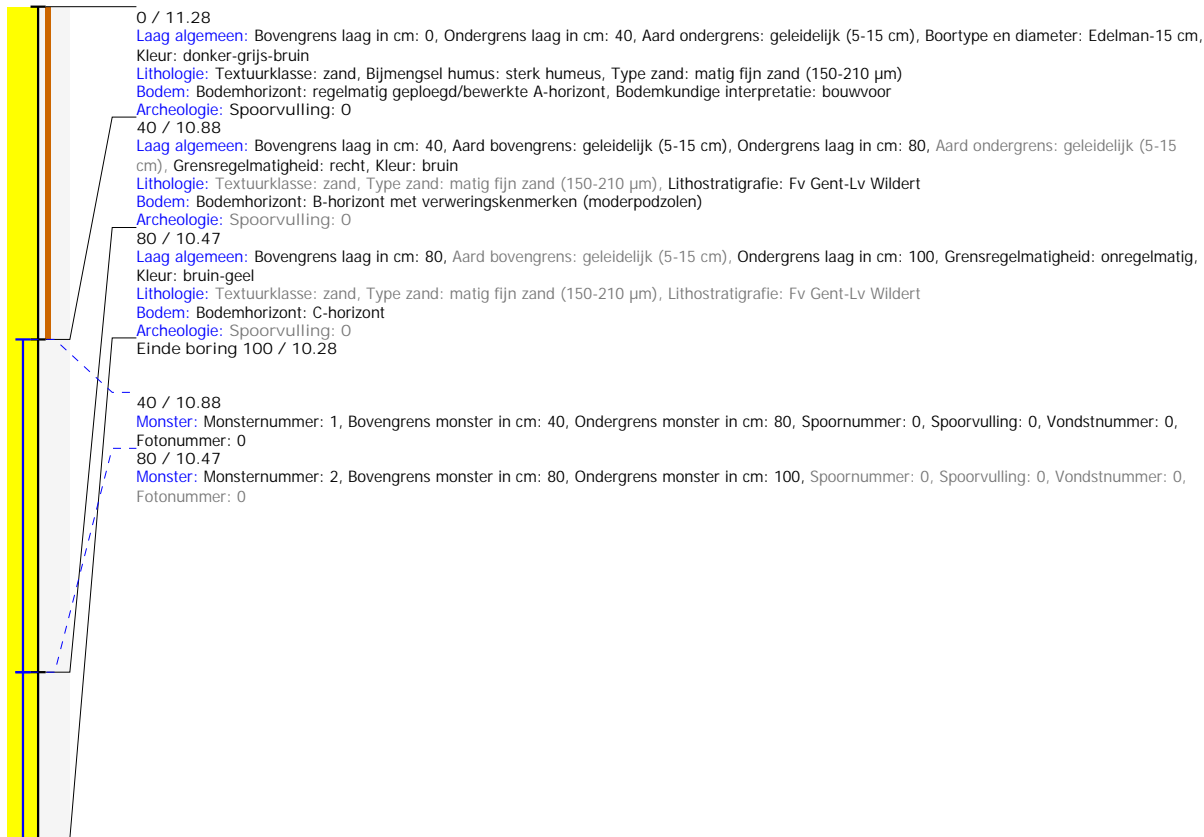 0 / 11.28
Laag algemeen: Bovengrens laag in cm: 0, Ondergrens laag in cm: 40, Aard ondergrens: geleidelijk (5-15 cm), Boortype en diameter: Edelman-15 cm,
Kleur: donker-grijs-bruin
Lithologie: Textuurklasse: zand, Bijmengsel humus: sterk humeus, Type zand: matig fijn zand (150-210 µm)
Bodem: Bodemhorizont: regelmatig geploegd/bewerkte A-horizont, Bodemkundige interpretatie: bouwvoor
Archeologie: Spoorvulling: 0
40 / 10.88
Laag algemeen: Bovengrens laag in cm: 40, Aard bovengrens: geleidelijk (5-15 cm), Ondergrens laag in cm: 80, Aard ondergrens: geleidelijk (5-15
cm), Grensregelmatigheid: recht, Kleur: bruin
Lithologie: Textuurklasse: zand, Type zand: matig fijn zand (150-210 µm), Lithostratigrafie: Fv Gent-Lv Wildert
Bodem: Bodemhorizont: B-horizont met verweringskenmerken (moderpodzolen)
Archeologie: Spoorvulling: 0
80 / 10.47
Laag algemeen: Bovengrens laag in cm: 80, Aard bovengrens: geleidelijk (5-15 cm), Ondergrens laag in cm: 100, Grensregelmatigheid: onregelmatig,
Kleur: bruin-geel
Lithologie: Textuurklasse: zand, Type zand: matig fijn zand (150-210 µm), Lithostratigrafie: Fv Gent-Lv Wildert
Bodem: Bodemhorizont: C-horizont
Archeologie: Spoorvulling: 0
Einde boring 100 / 10.28
40 / 10.88
Monster: Monsternummer: 1, Bovengrens monster in cm: 40, Ondergrens monster in cm: 80, Spoornummer: 0, Spoorvulling: 0, Vondstnummer: 0,
Fotonummer: 0
80 / 10.47
Monster: Monsternummer: 2, Bovengrens monster in cm: 80, Ondergrens monster in cm: 100, Spoornummer: 0, Spoorvulling: 0, Vondstnummer: 0,
Fotonummer: 0